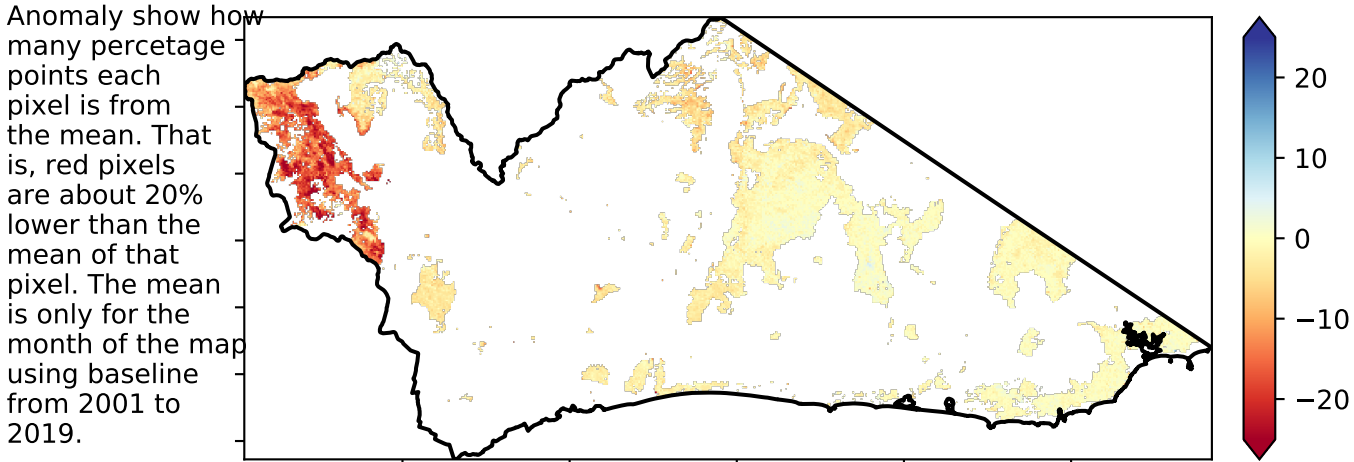 Anomaly show how
many percetage
points each
pixel is from
the mean. That
is, red pixels
are about 20%
lower than the
mean of that
pixel. The mean
is only for the
month of the map
using baseline
from 2001 to
2019.
20
10
0
−10
−20